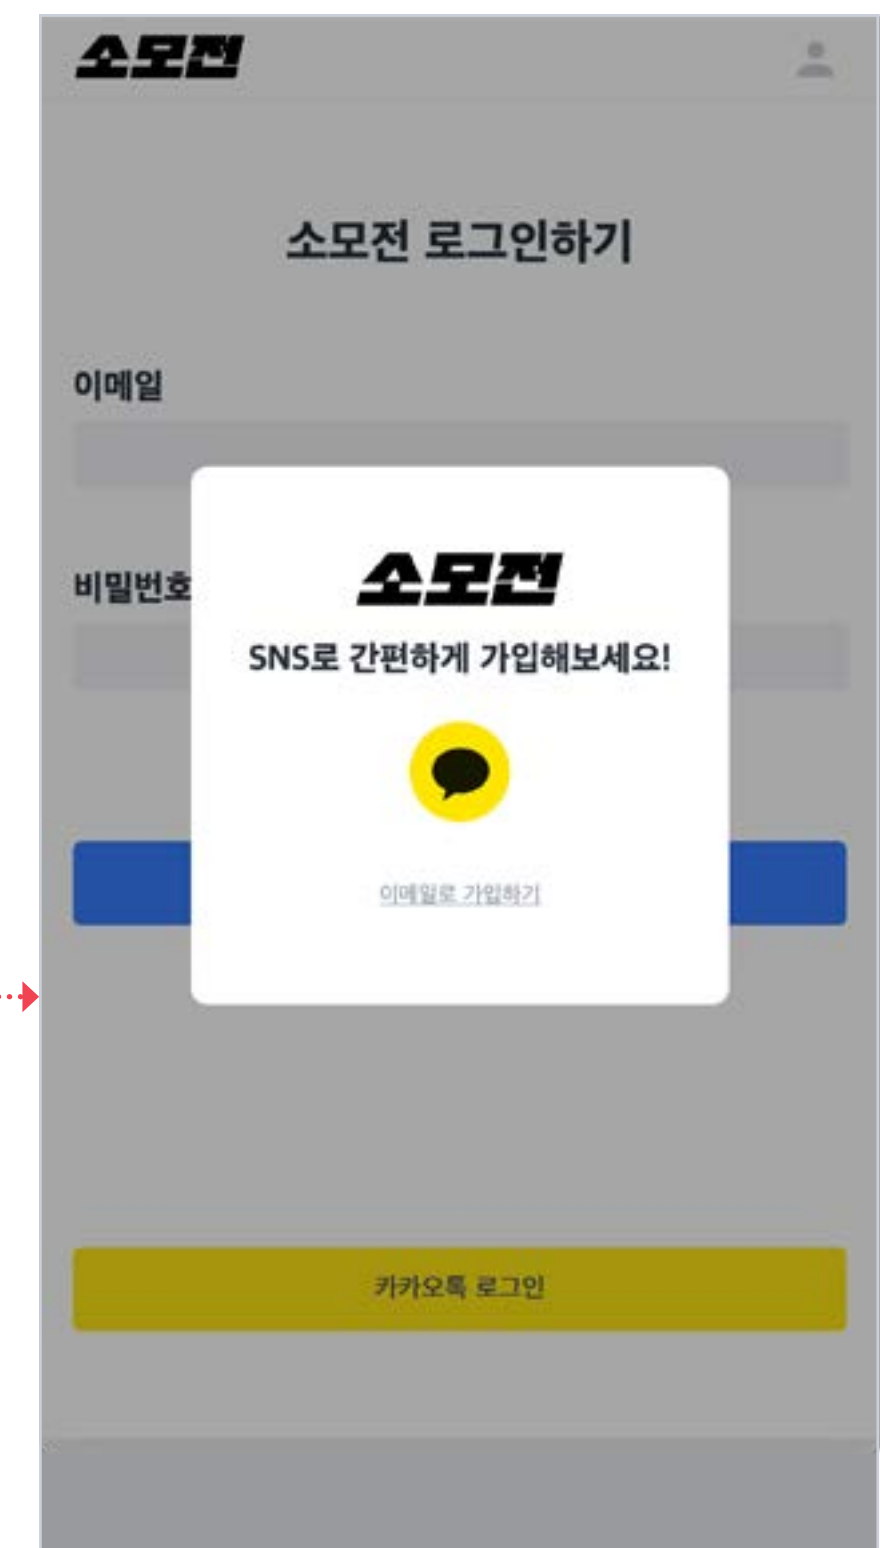 소모전
소모전 로그인하기
이메일
비밀번호
소모전
SNS로 간편하게 가입해보세요!
이메일로 가입하기
카카오톡 로그인